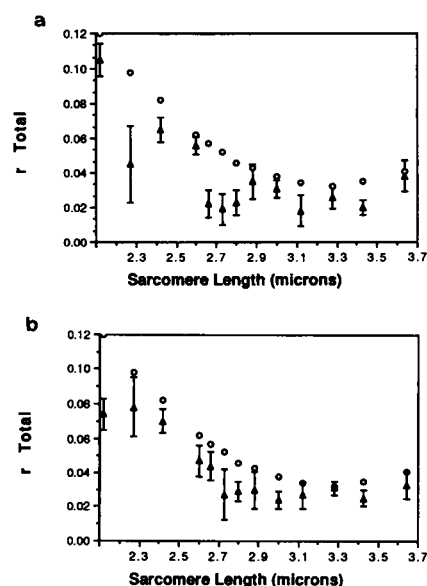 a
0.12
0.10
0.08
0.06
0.04
0.02
0.00
r Total
2.3 2.5 2.7 2.9 3.1 3.3 3.5 3.7
Sarcomere Length (microns)
b
0.12
0.10
0.08
0.06
0.04
0.02
0.00
r Total
2.3 2.5 2.7 2.9 3.1 3.3 3.5 3.7
Sarcomere Length (microns)